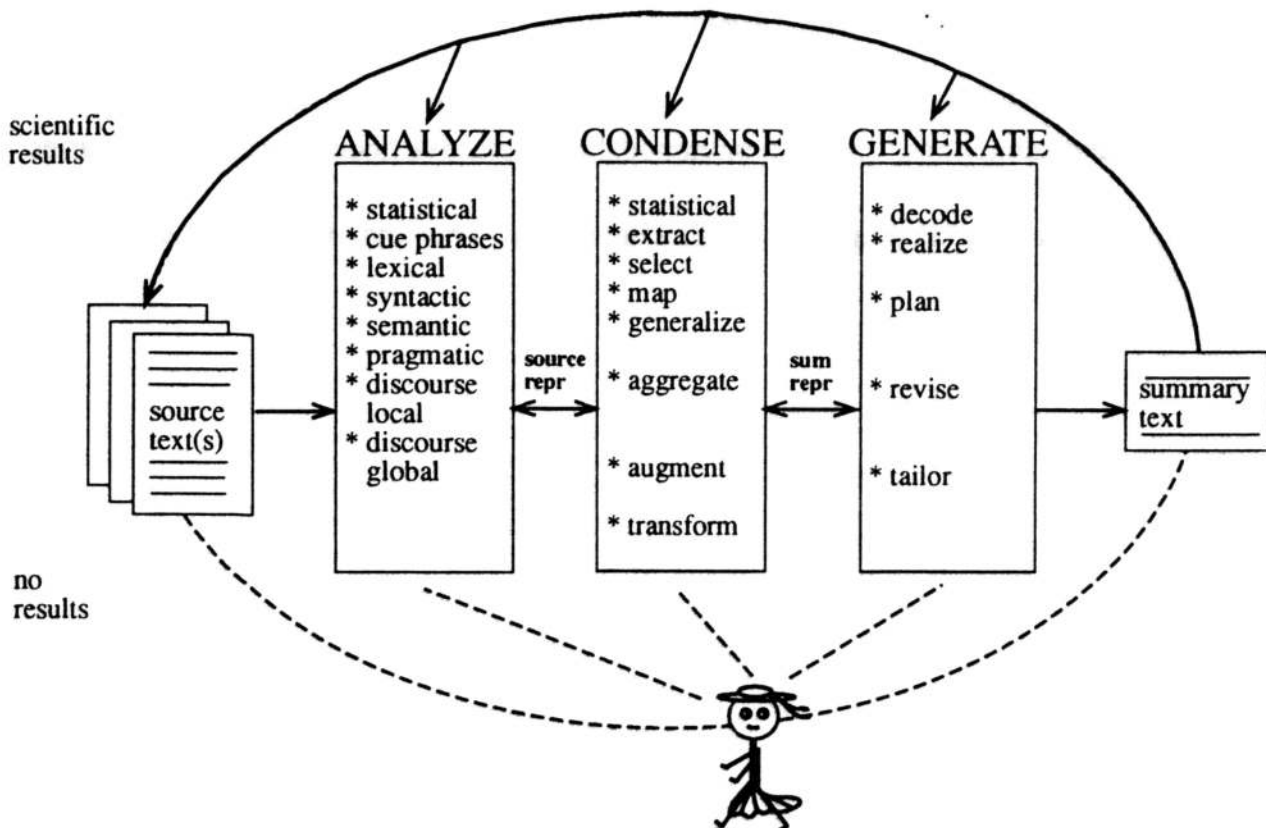 scientific
results
ANALYZE
* statistical
* cue phrases
* lexical
* syntactic
* semantic
* pragmatic
* discourse
local
* discourse
global
CONDENSE
* statistical
* extract
* select
* map
* generalize
* aggregate
* augment
* transform
GENERATE
* decode
* realize
* plan
* revise
* tailor
source
text(s)
source
repr
sum
repr
summary
text
no
results